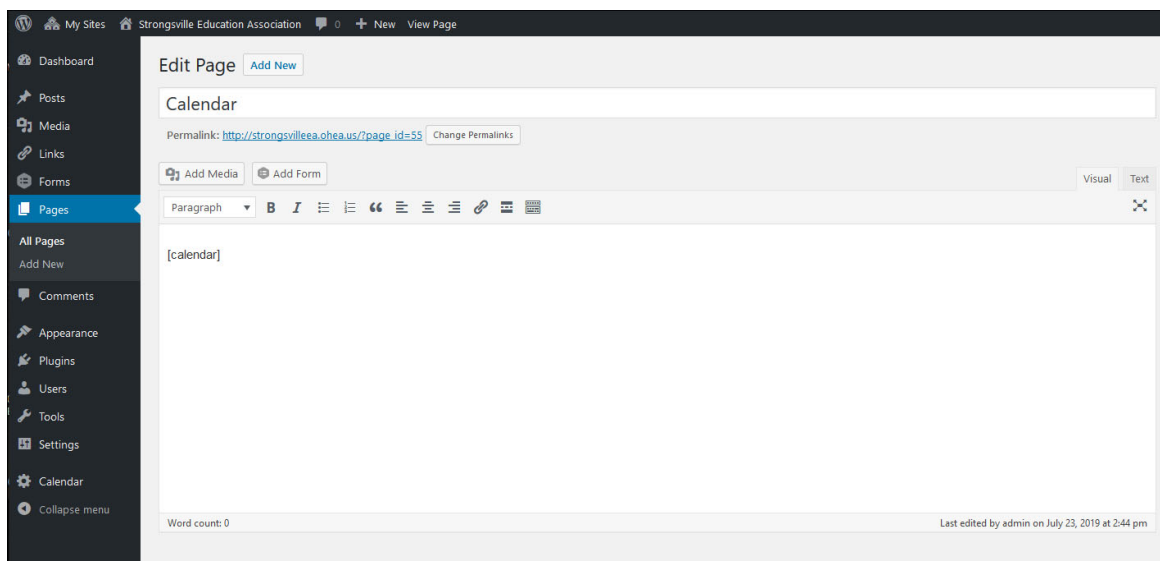 My Sites Strongsville Education Association 0 + New View Page
Dashboard
Posts
Media
Links
Forms
Pages
All Pages
Add New
Comments
Appearance
Plugins
Users
Tools
Settings
Calendar
Collapse menu
Edit Page Add New
Calendar
Permalink: http://strongsvilleea.ohea.us/?page_id=55 Change Permalinks
Add Media Add Form
Visual Text
Paragraph B I
[calendar]
Word count: 0 Last edited by admin on July 23, 2019 at 2:44 pm